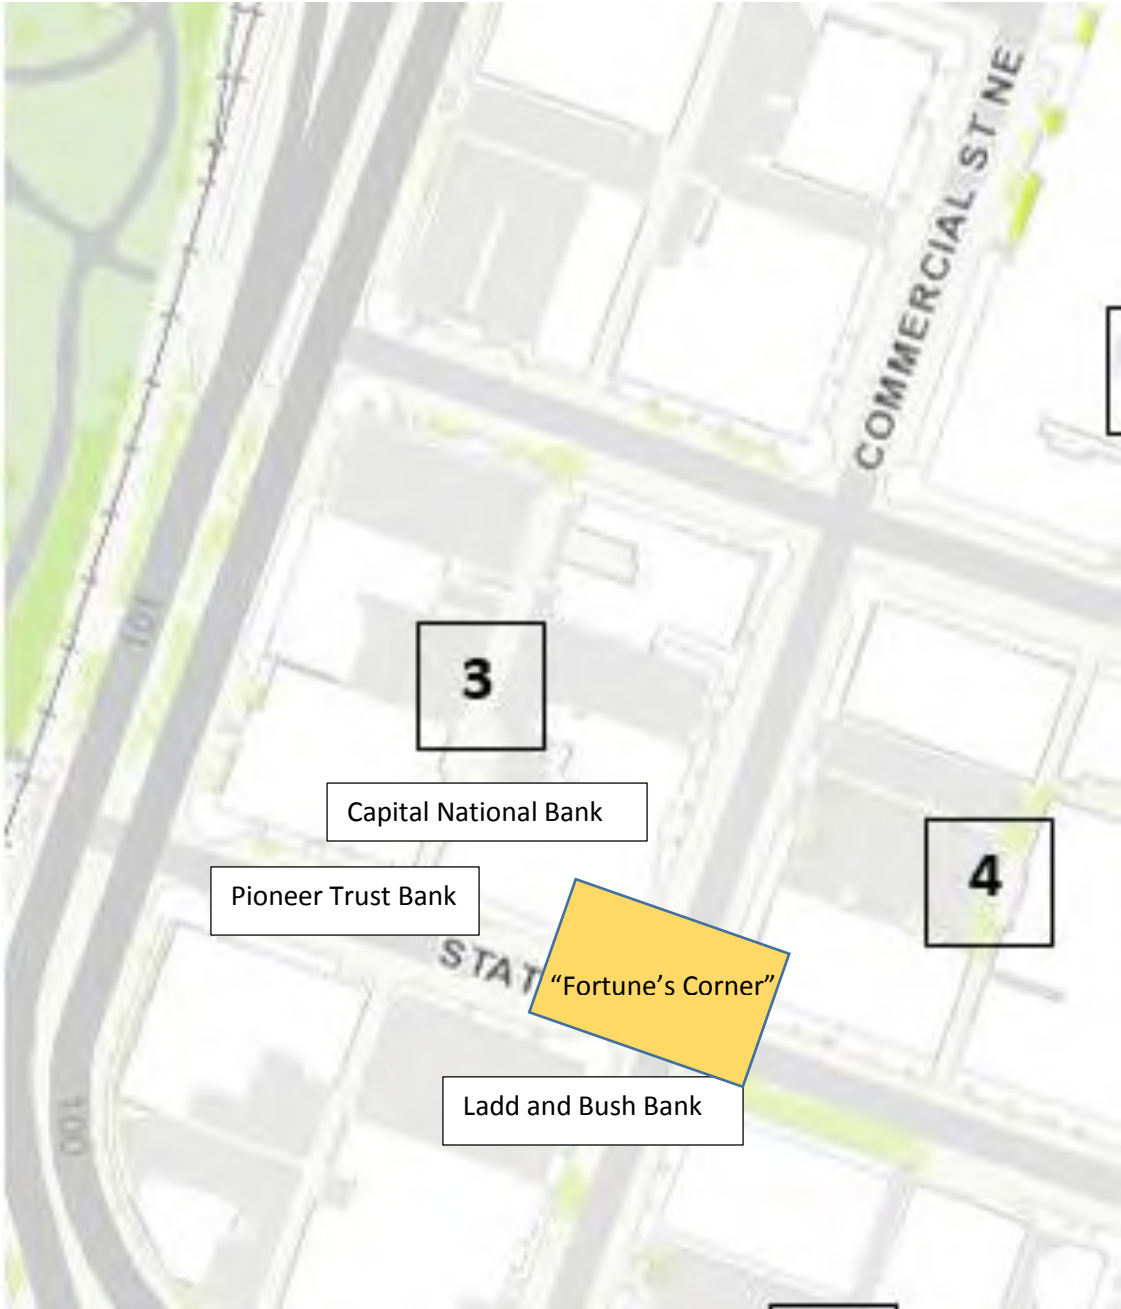 COMMERCIAL ST NE
101
3
Capital National Bank
4
Pioneer Trust Bank
STAT
“Fortune’s Corner”
Ladd and Bush Bank
100